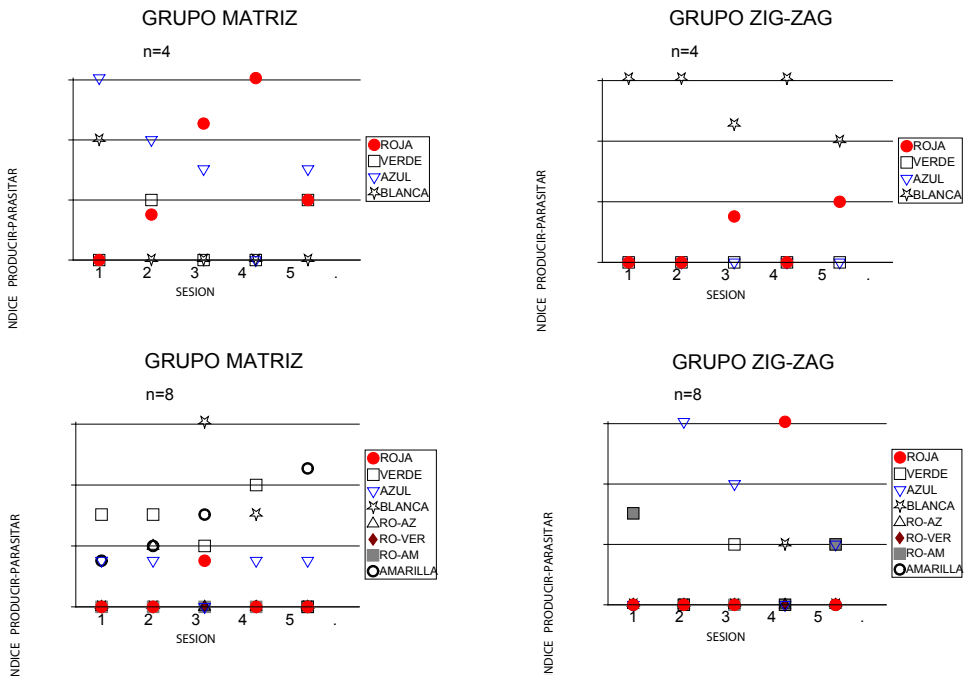 GRUPO MATRIZ
n=4
NDICE PRODUCIR-PARASITAR
ROJA
VERDE
AZUL
BLANCA
1 2 3 4 5 .
SESION
GRUPO ZIG-ZAG
n=4
NDICE PRODUCIR-PARASITAR
ROJA
VERDE
AZUL
BLANCA
1 2 3 4 5 .
SESION
GRUPO MATRIZ
n=8
NDICE PRODUCIR-PARASITAR
ROJA
VERDE
AZUL
BLANCA
RO-AZ
RO-VER
RO-AM
AMARILLA
1 2 3 4 5 .
SESION
GRUPO ZIG-ZAG
n=8
NDICE PRODUCIR-PARASITAR
ROJA
VERDE
AZUL
BLANCA
RO-AZ
RO-VER
RO-AM
AMARILLA
1 2 3 4 5 .
SESION